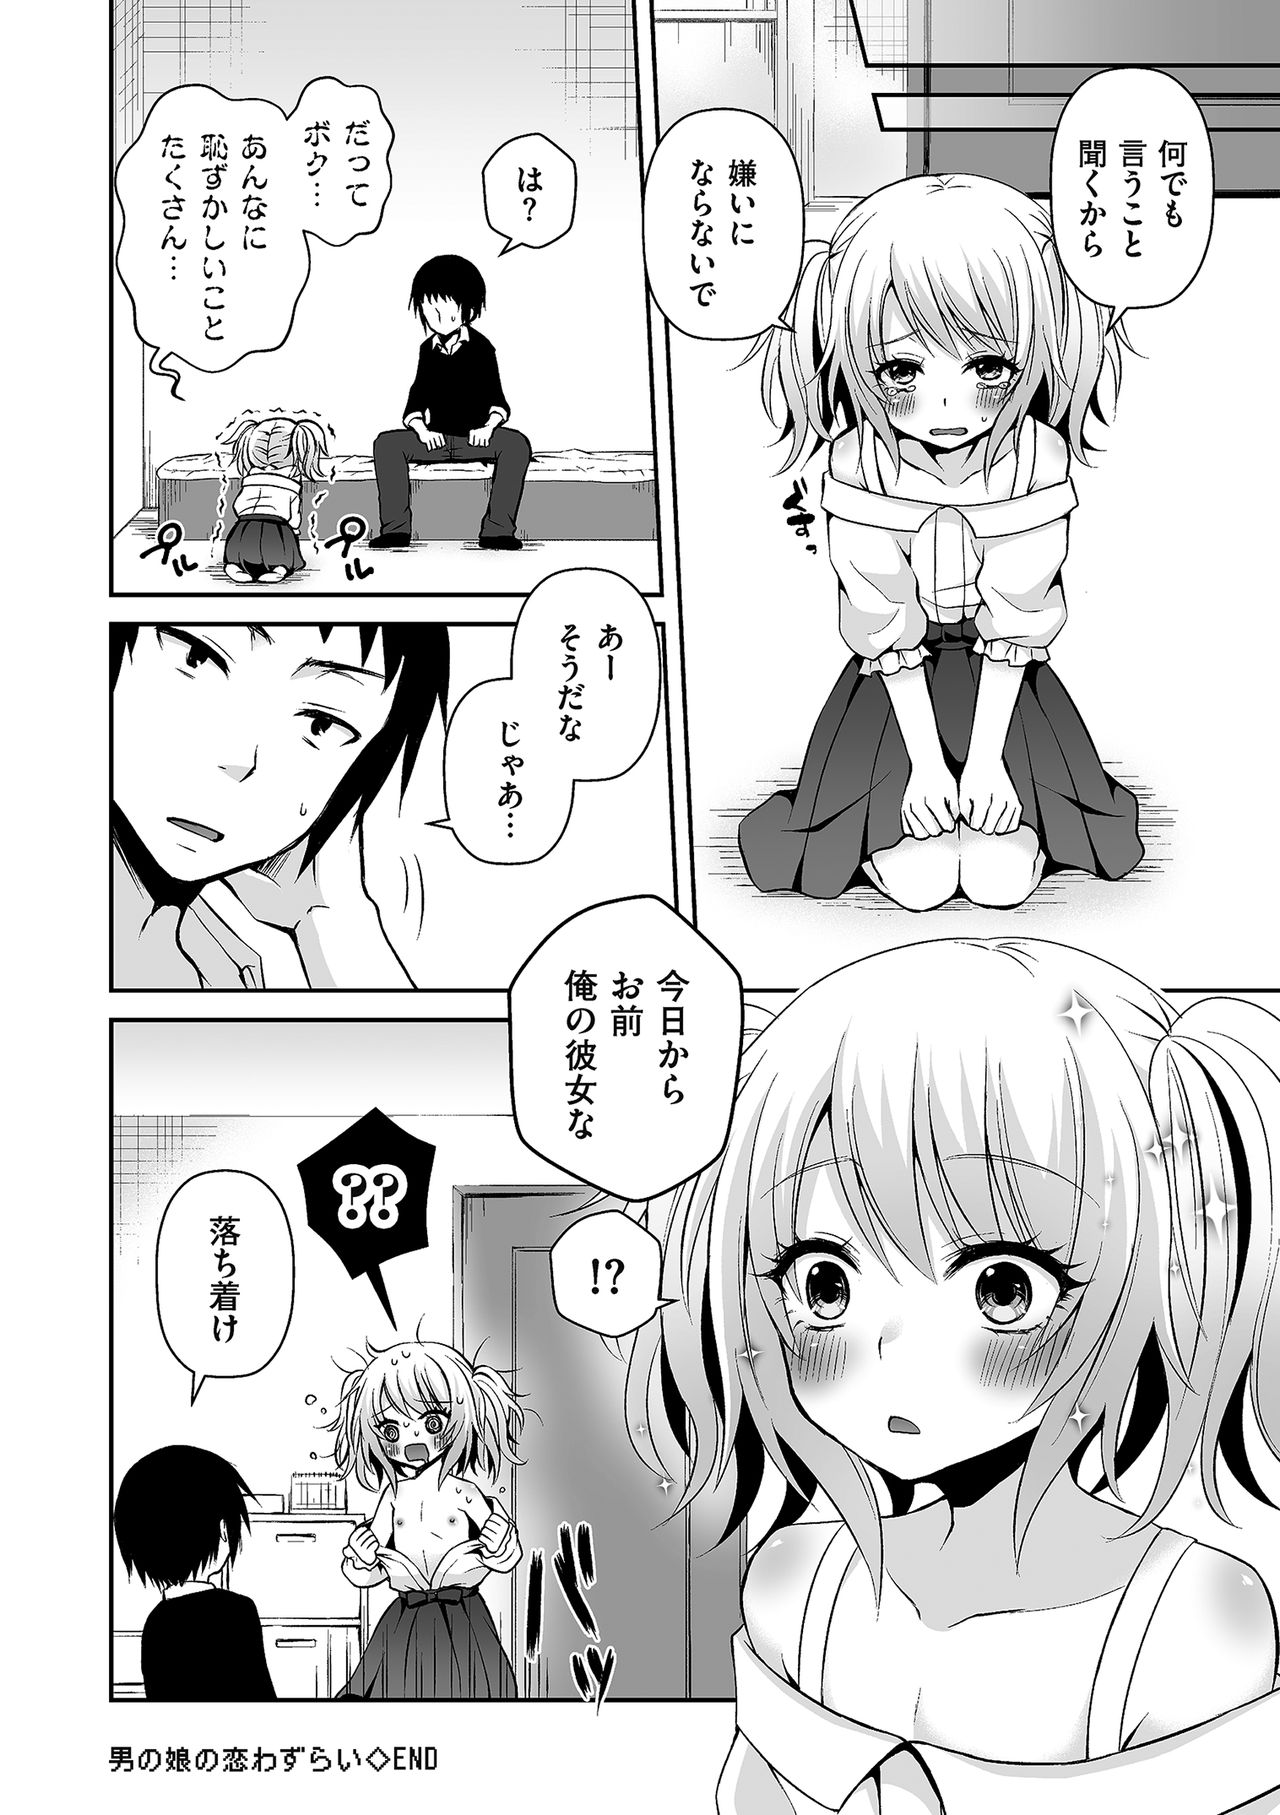 何でも
言うこと
聞くから
嫌いに
ならないで
ぐすっ
は?
だって
ボク…
あんなに
恥ずかしいこと
たくさん…
プル
プル
あー
そうだな
じゃあ…
今日から
お前
俺の彼女な
!?
??
落ち着け
男の娘の恋わずらい◇END